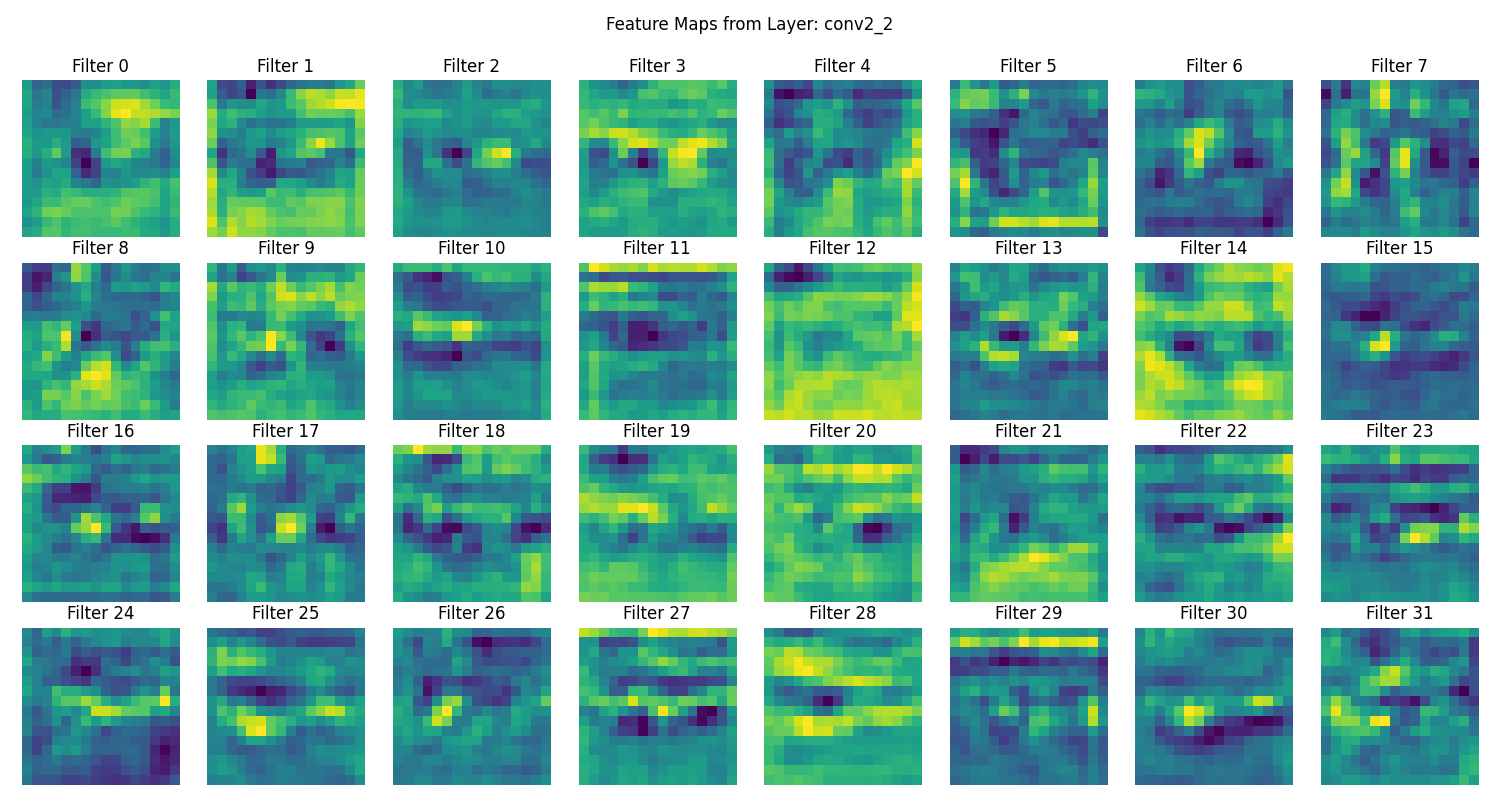 Feature Maps from Layer: conv2_2
Filter 0 Filter 1 Filter 2 Filter 3 Filter 4 Filter 5 Filter 6 Filter 7
Filter 8 Filter 9 Filter 10 Filter 11 Filter 12 Filter 13 Filter 14 Filter 15
Filter 16 Filter 17 Filter 18 Filter 19 Filter 20 Filter 21 Filter 22 Filter 23
Filter 24 Filter 25 Filter 26 Filter 27 Filter 28 Filter 29 Filter 30 Filter 31